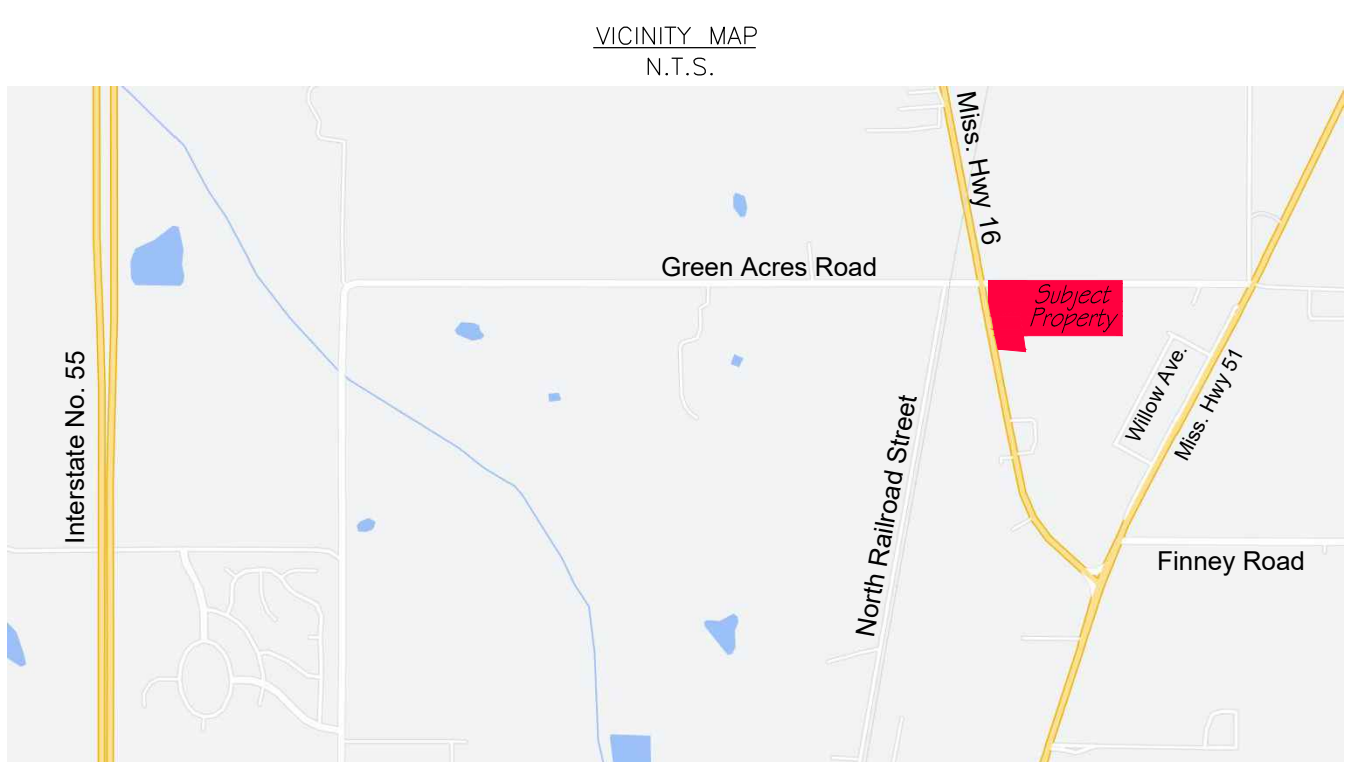 VICINITY MAP
N.T.S.
Miss. Hwy 16
Green Acres Road
Subject
Property
Interstate No. 55
Willow Ave.
Miss. Hwy 51
North Railroad Street
Finney Road